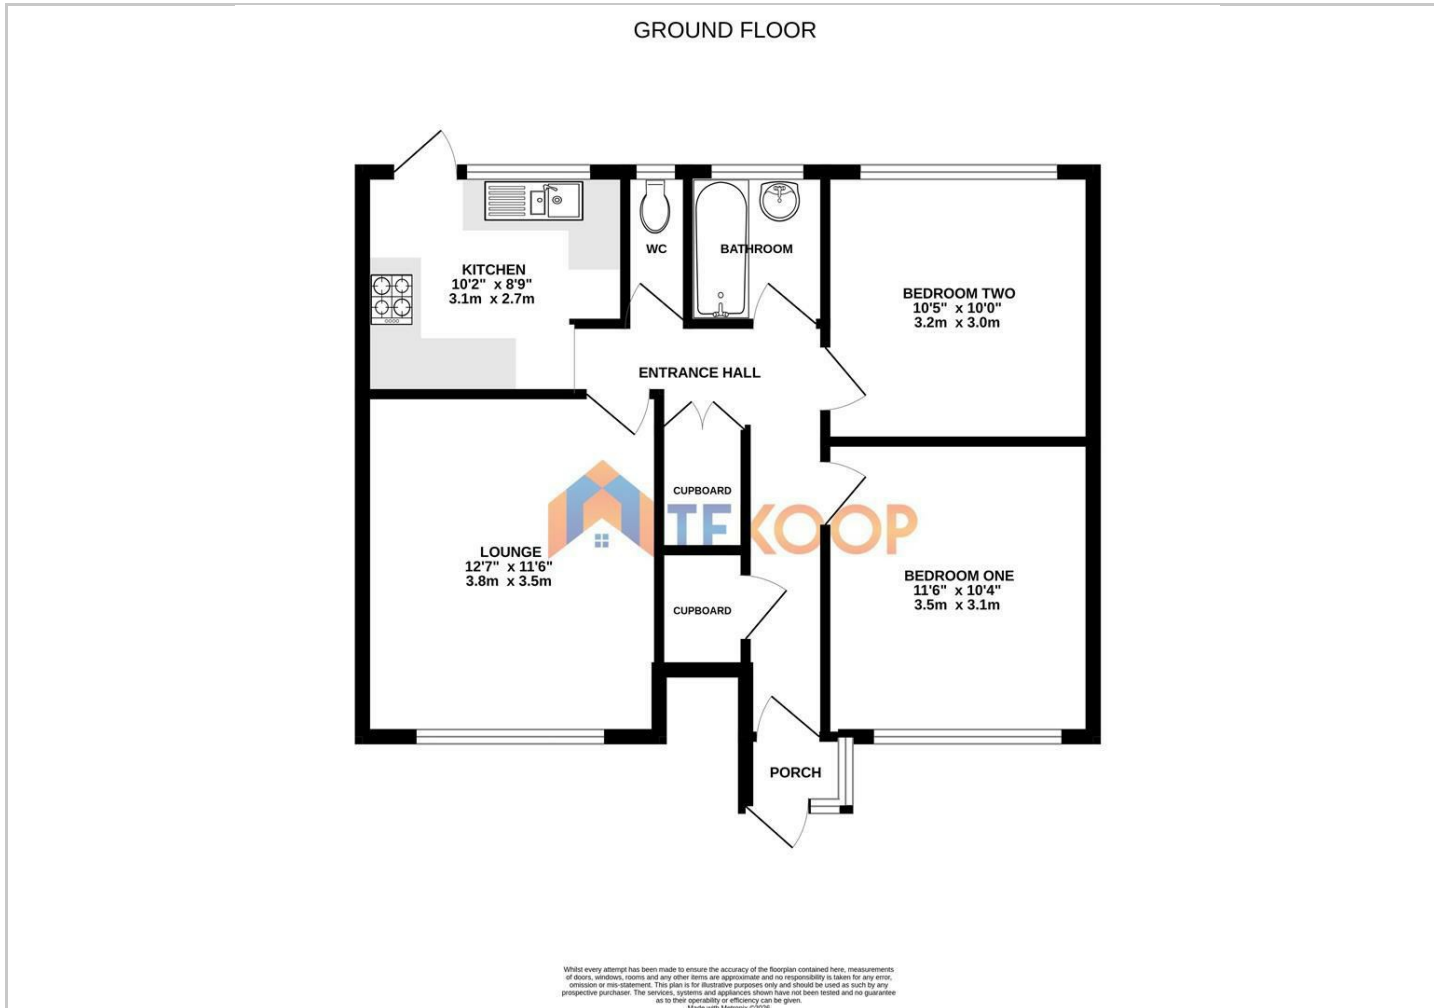 GROUND FLOOR
KITCHEN
10'2" x 8'9"
3.1m x 2.7m
WC
BATHROOM
BEDROOM TWO
10'5" x 10'0"
3.2m x 3.0m
ENTRANCE HALL
CUPBOARD
TE KOOP
LOUNGE
12'7" x 11'6"
3.8m x 3.5m
BEDROOM ONE
11'6" x 10'4"
3.5m x 3.1m
CUPBOARD
PORCH
Whilst every attempt has been made to ensure the accuracy of the floorplan contained here, measurements
of doors, windows, rooms and any other items are approximate and no responsibility is taken for any error,
omission or mis-statement. This plan is for illustrative purposes only and should be used as such by any
prospective purchaser. The services, systems and appliances shown have not been tested and no guarantee
as to their operability or efficiency can be given.
Made with Metropix ©2026